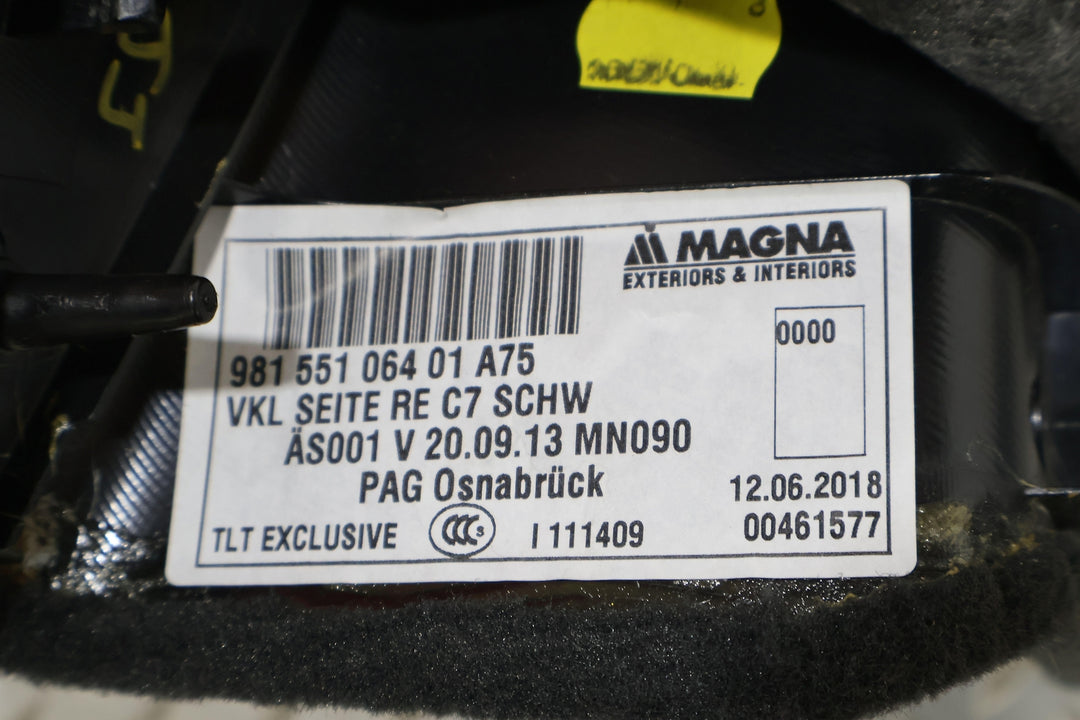 MAGNA
EXTERIORS & INTERIORS
0000
981 551 064 01 A75
VKL SEITE RE C7 SCHW
ÄS001 V 20.09.13 MN090
PAG Osnabrück
12.06.2018
TLT EXCLUSIVE CCC S I 111409 00461577